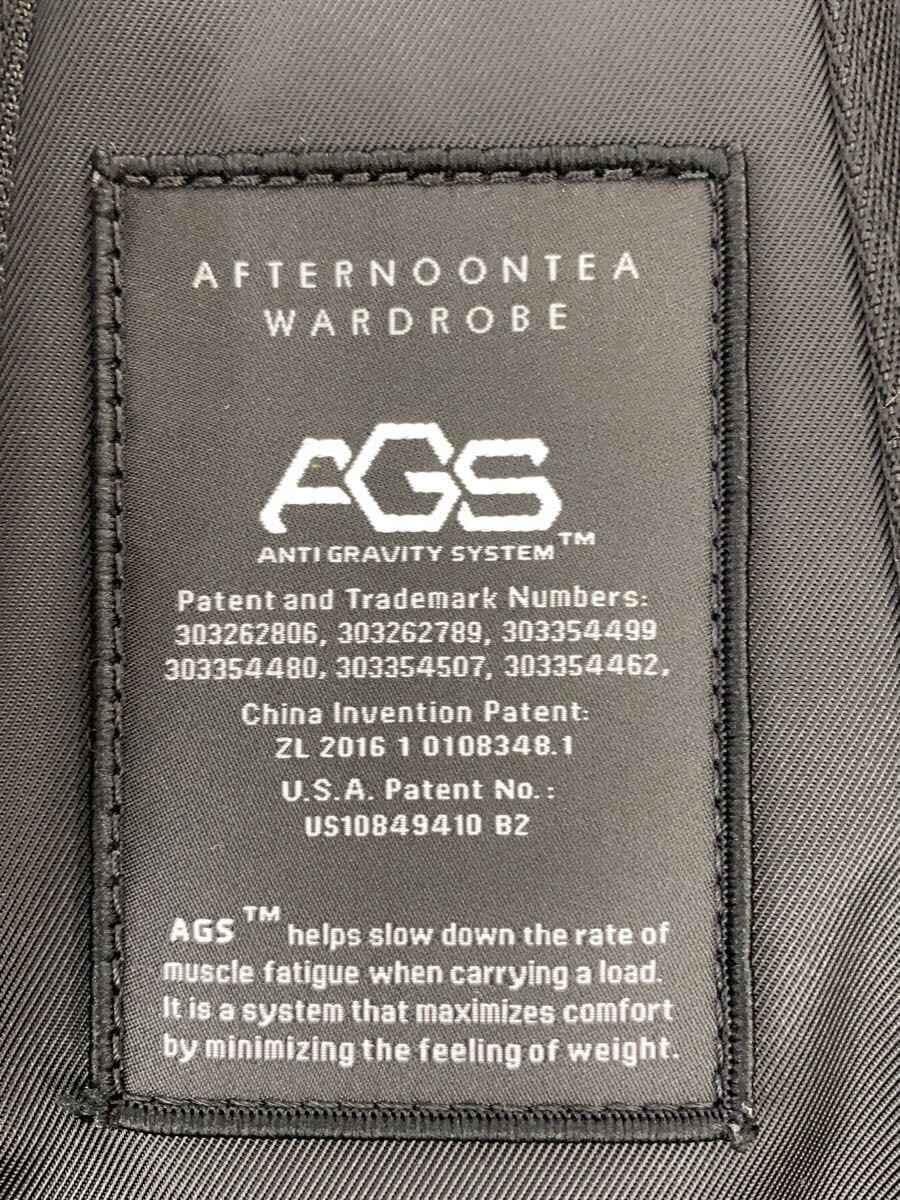 AFTERNOONTEA
WARDROBE
AGS
ANTI GRAVITY SYSTEM™
Patent and Trademark Numbers:
303262806, 303262789, 303354499
303354480, 303354507, 303354462,
China Invention Patent:
ZL 2016 1 0108348.1
U.S.A. Patent No.:
US10849410 B2
AGS™ helps slow down the rate of
muscle fatigue when carrying a load.
It is a system that maximizes comfort
by minimizing the feeling of weight.